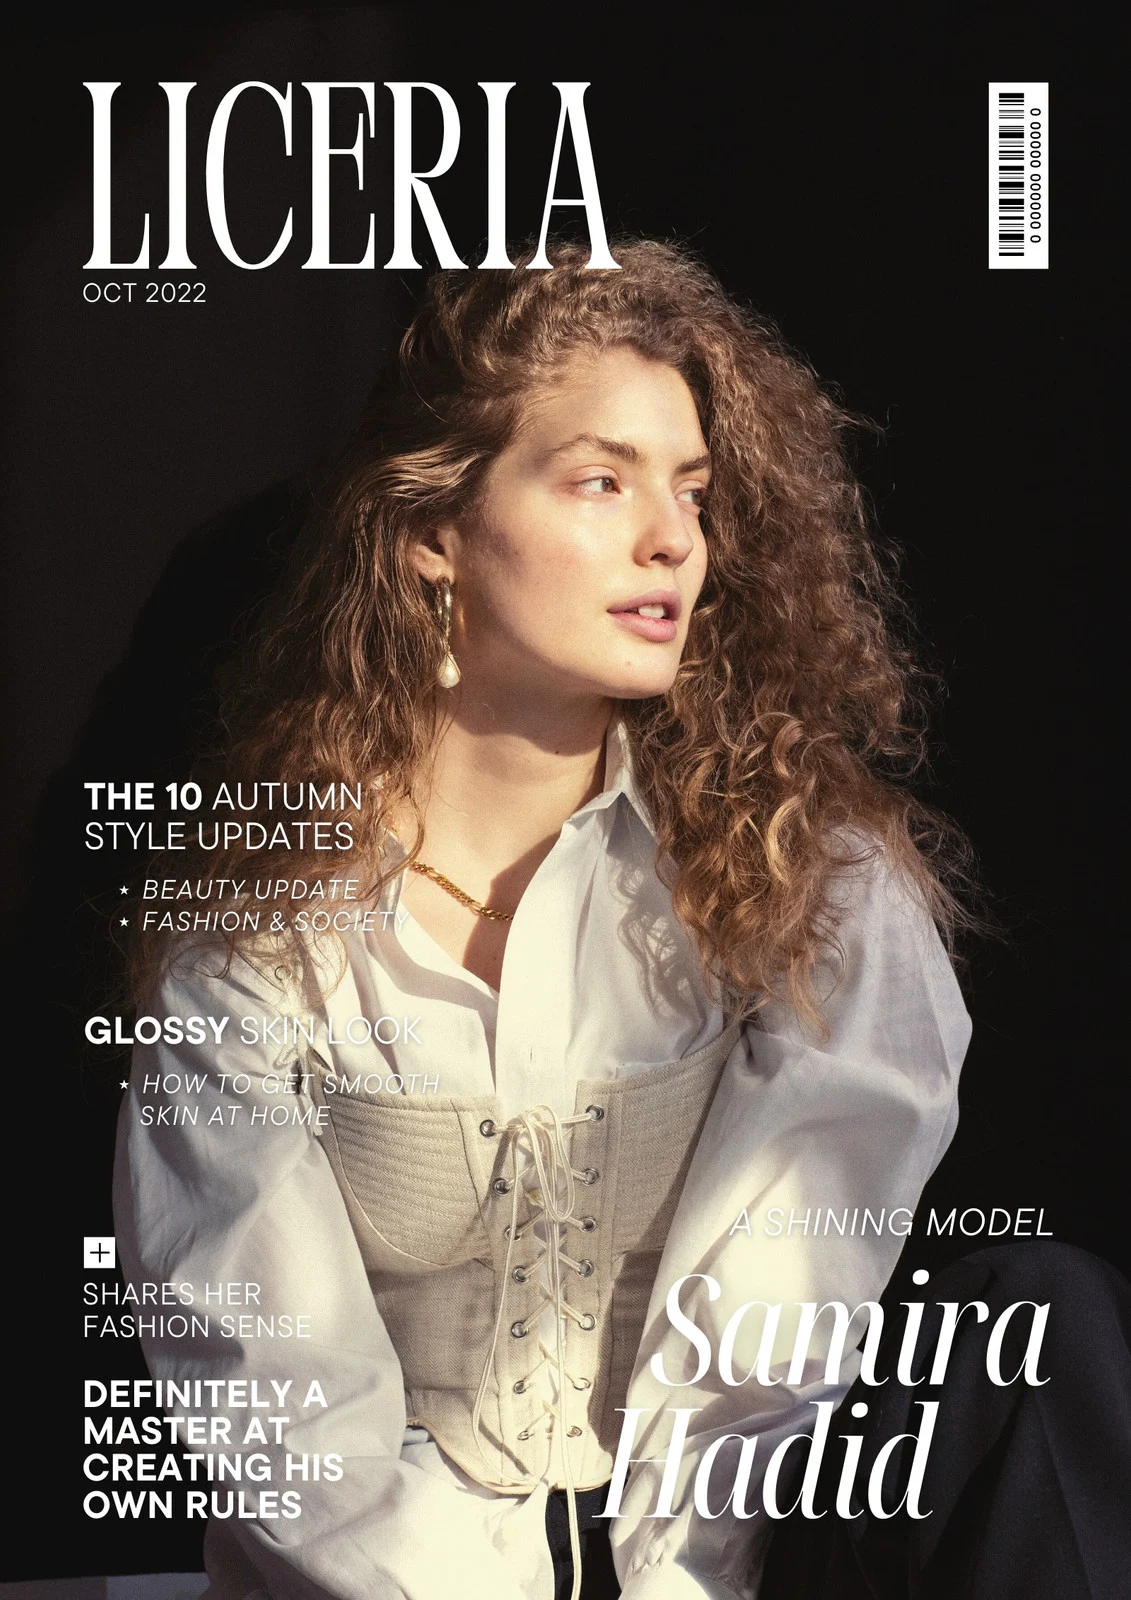 LICERIA
OCT 2022
0 000000 00000 0
THE 10 AUTUMN
STYLE UPDATES
★ BEAUTY UPDATE
★ FASHION & SOCIETY
GLOSSY SKIN LOOK
★ HOW TO GET SMOOTH
SKIN AT HOME
+
SHARES HER
FASHION SENSE
DEFINITELY A
MASTER AT
CREATING HIS
OWN RULES
A SHINING MODEL
Samira
Hadid